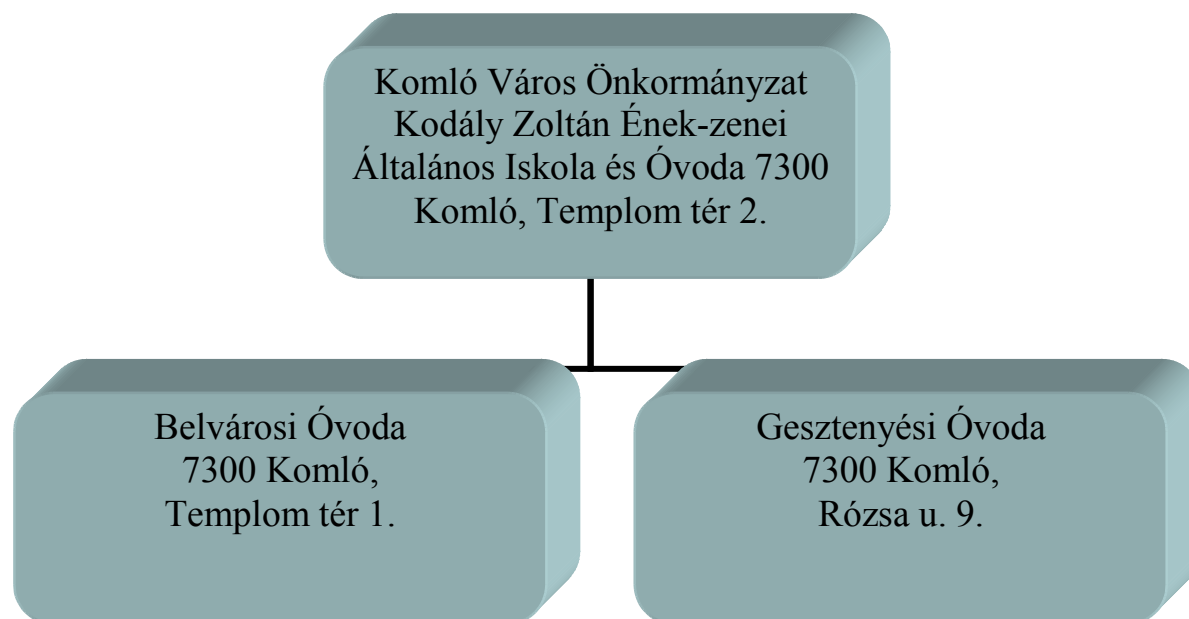 Komló Város Önkormányzat
Kodály Zoltán Ének-zenei
Általános Iskola és Óvoda 7300
Komló, Templom tér 2.
Belvárosi Óvoda
7300 Komló,
Templom tér 1.
Gesztenyési Óvoda
7300 Komló,
Rózsa u. 9.